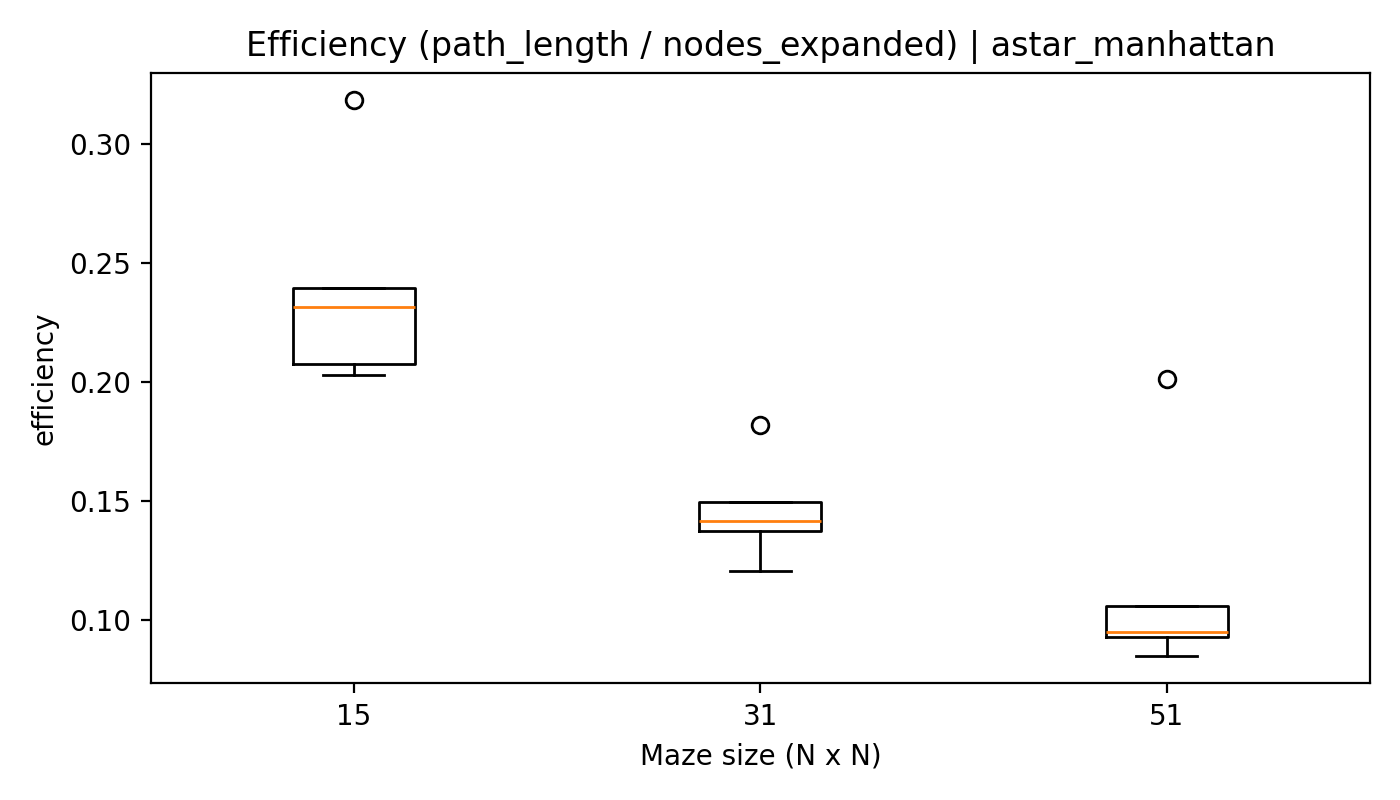 Efficiency (path_length / nodes_expanded) | astar_manhattan
0.30
0.25
0.20
0.15
0.10
efficiency
15 31 51
Maze size (N x N)